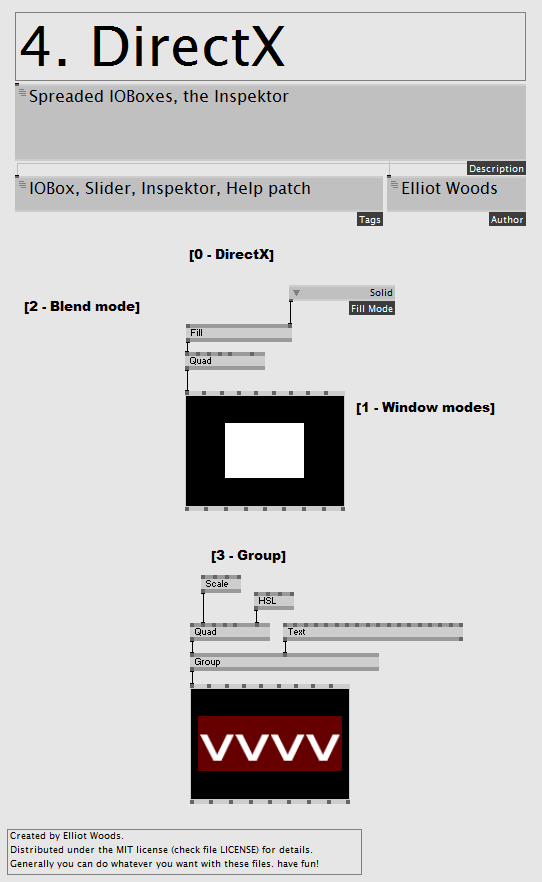 4. DirectX
Spreaded IOBoxes, the Inspektor
Description
IOBox, Slider, Inspektor, Help patch
Elliot Woods
Tags
Author
[0 - DirectX]
Solid
[2 - Blend mode]
Fill Mode
Fill
Quad
[1 - Window modes]
[3 - Group]
Scale
HSL
Quad
Text
Group
VVVV
Created by Elliot Woods.
Distributed under the MIT license (check file LICENSE) for details.
Generally you can do whatever you want with these files. have fun!